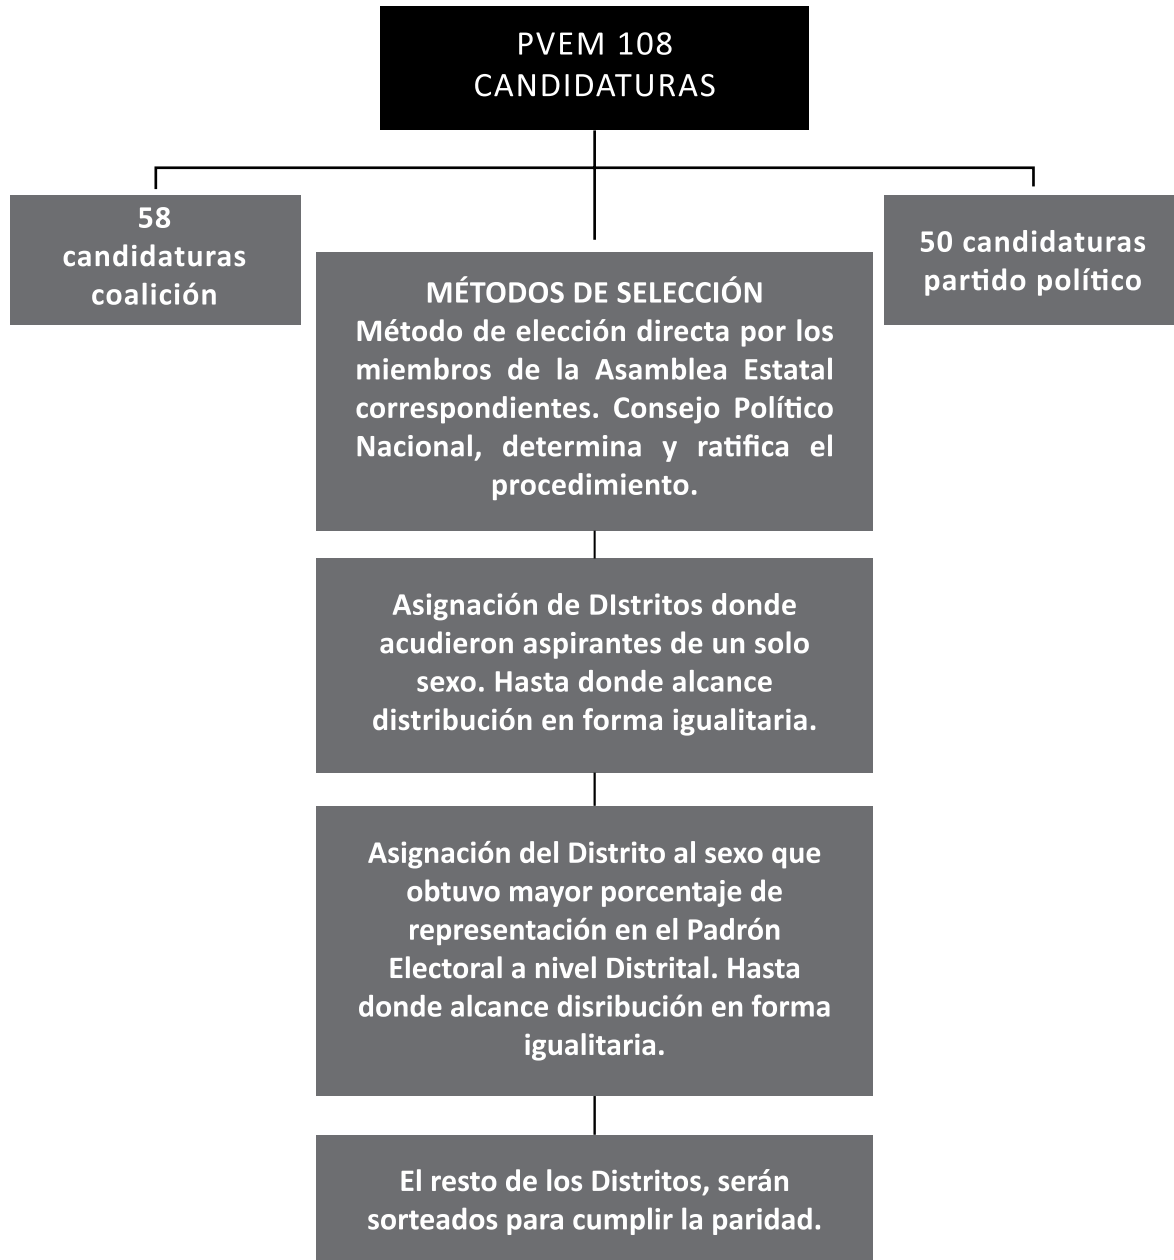 PVEM 108
CANDIDATURAS
58
candidaturas
coalición
50 candidaturas
partido político
MÉTODOS DE SELECCIÓN
Método de elección directa por los
miembros de la Asamblea Estatal
correspondientes. Consejo Político
Nacional, determina y ratifica el
procedimiento.
Asignación de DIstritos donde
acudieron aspirantes de un solo
sexo. Hasta donde alcance
distribución en forma igualitaria.
Asignación del Distrito al sexo que
obtuvo mayor porcentaje de
representación en el Padrón
Electoral a nivel Distrital. Hasta
donde alcance disribución en forma
igualitaria.
El resto de los Distritos, serán
sorteados para cumplir la paridad.